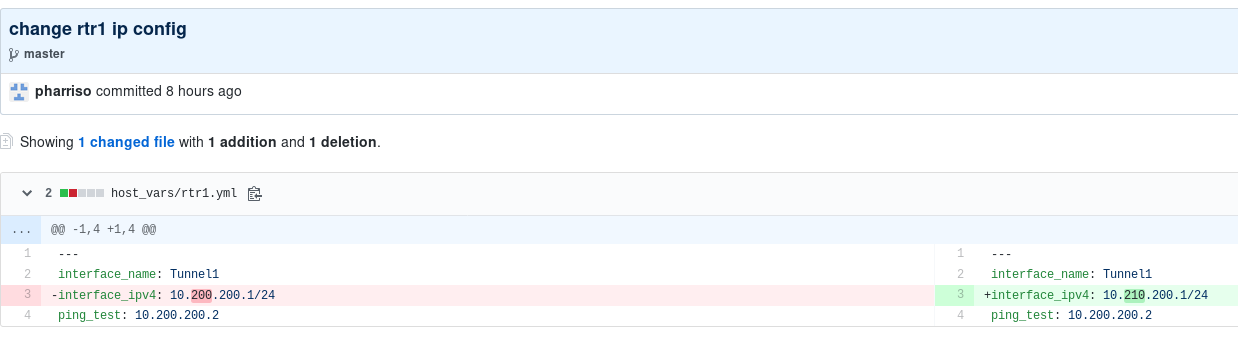 change rtr1 ip config
master
pharriso committed 8 hours ago
Showing 1 changed file with 1 addition and 1 deletion.
2 host_vars/rtr1.yml
... @@ -1,4 +1,4 @@
1 --- 1 ---
2 interface_name: Tunnel1 2 interface_name: Tunnel1
3 -interface_ipv4: 10.200.200.1/24 3 +interface_ipv4: 10.210.200.1/24
4 ping_test: 10.200.200.2 4 ping_test: 10.200.200.2